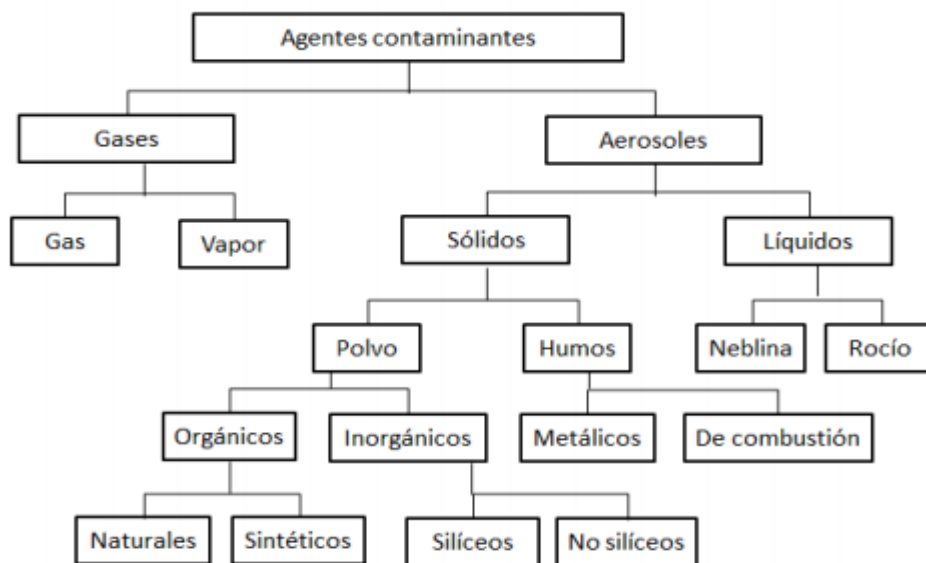 Agentes contaminantes
Gases
Aerosoles
Gas
Vapor
Sólidos
Líquidos
Polvo
Humos
Neblina
Rocío
Orgánicos
Inorgánicos
Metálicos
De combustión
Naturales
Sintéticos
Silíceos
No silíceos